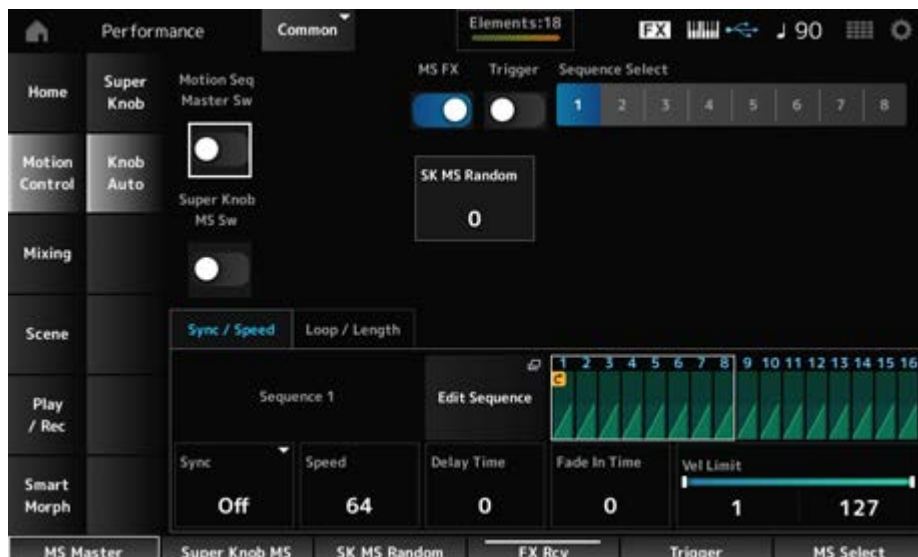 Performance
Common
Elements:18
FX
♩ 90
Home
Super
Knob
Motion Seq
Master Sw
MS FX
Trigger
Sequence Select
1 2 3 4 5 6 7 8
Motion
Control
Knob
Auto
SK MS Random
0
Super Knob
MS Sw
Mixing
Scene
Sync / Speed
Loop / Length
Play
/ Rec
Sequence 1
Edit Sequence
1 2 3 4 5 6 7 8 9 10 11 12 13 14 15 16
C
Smart
Morph
Sync
Off
Speed
64
Delay Time
0
Fade In Time
0
Vel Limit
1
127
MS Master
Super Knob MS
SK MS Random
FX Rcv
Trigger
MS Select